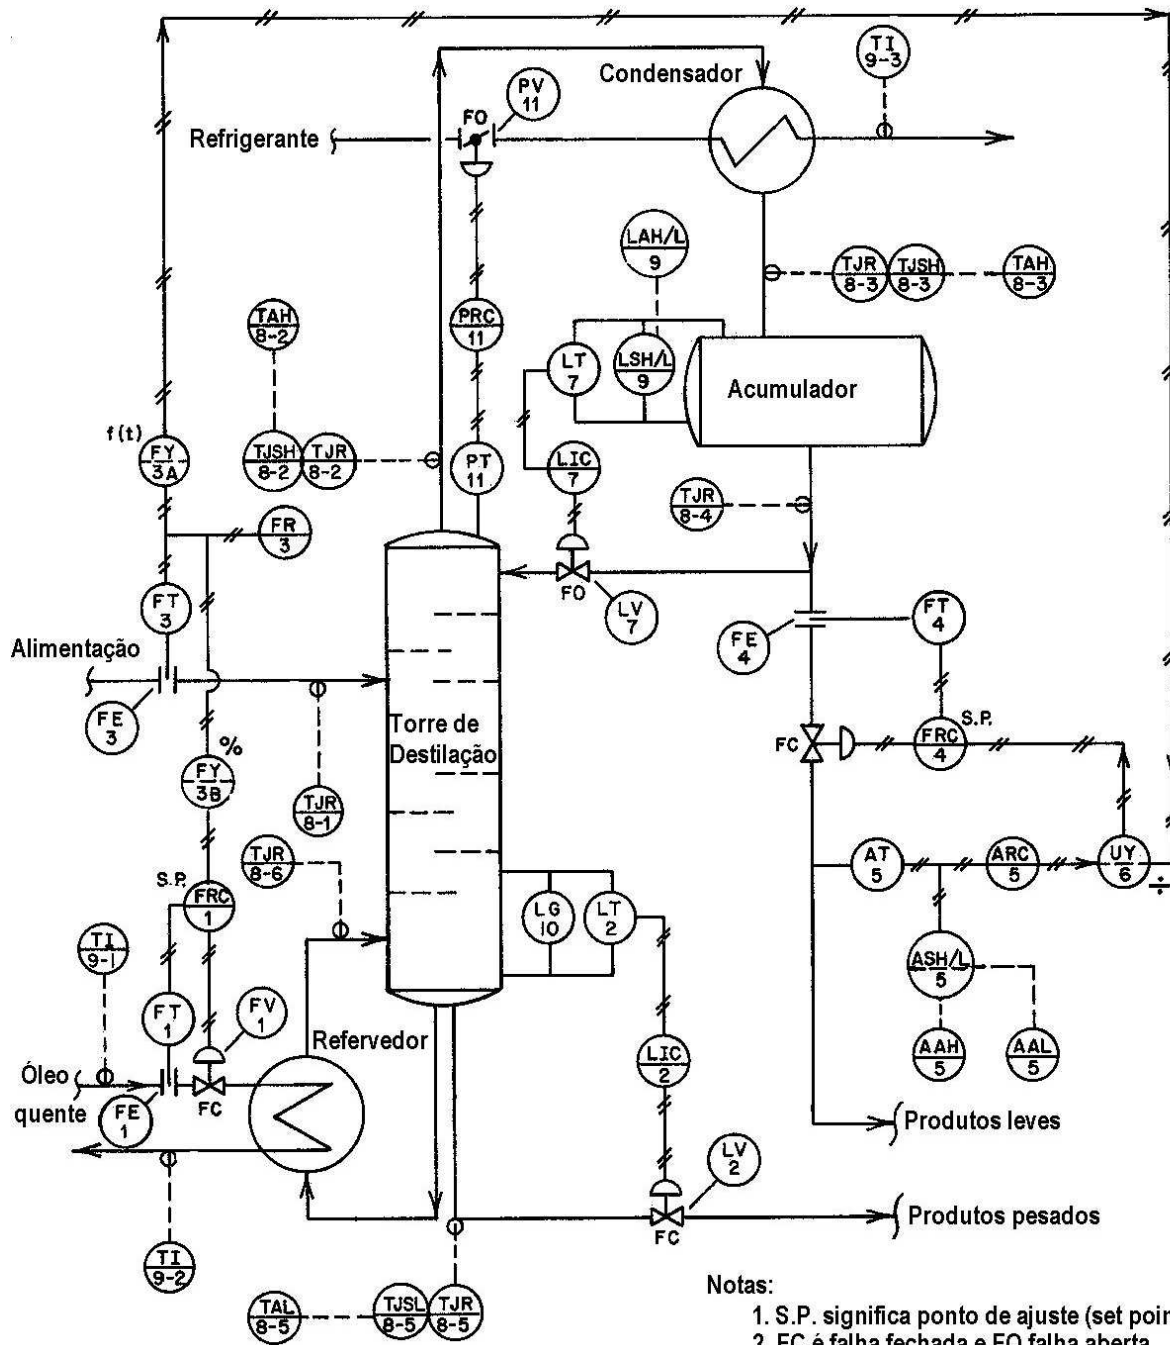 Condensador
TI
9-3
PV
11
FO
Refrigerante
LAH/L
9
TJR
8-3
TJSH
8-3
TAH
8-3
TAH
8-2
PRC
11
LT
7
LSH/L
9
Acumulador
f(t)
FY
3A
TJSH
8-2
TJR
8-2
PT
11
LIC
7
TJR
8-4
FR
3
FT
3
FO
LV
7
FE
4
FT
4
Alimentação
FE
3
Torre de
Destilação
S.P.
FC
FRC
4
%
FY
3B
TJR
8-1
TJR
8-6
AT
5
ARC
5
UY
6
÷
S.P.
FRC
1
LG
10
LT
2
TI
9-1
ASH/L
5
FT
1
FV
1
Refervedor
LIC
2
AAH
5
AAL
5
Óleo
quente
FE
1
FC
Produtos leves
LV
2
FC
Produtos pesados
TI
9-2
TAL
8-5
TJSL
8-5
TJR
8-5
Notas:
1. S.P. significa ponto de ajuste (set poin
2. FC é falha fechada e FO falha aberta